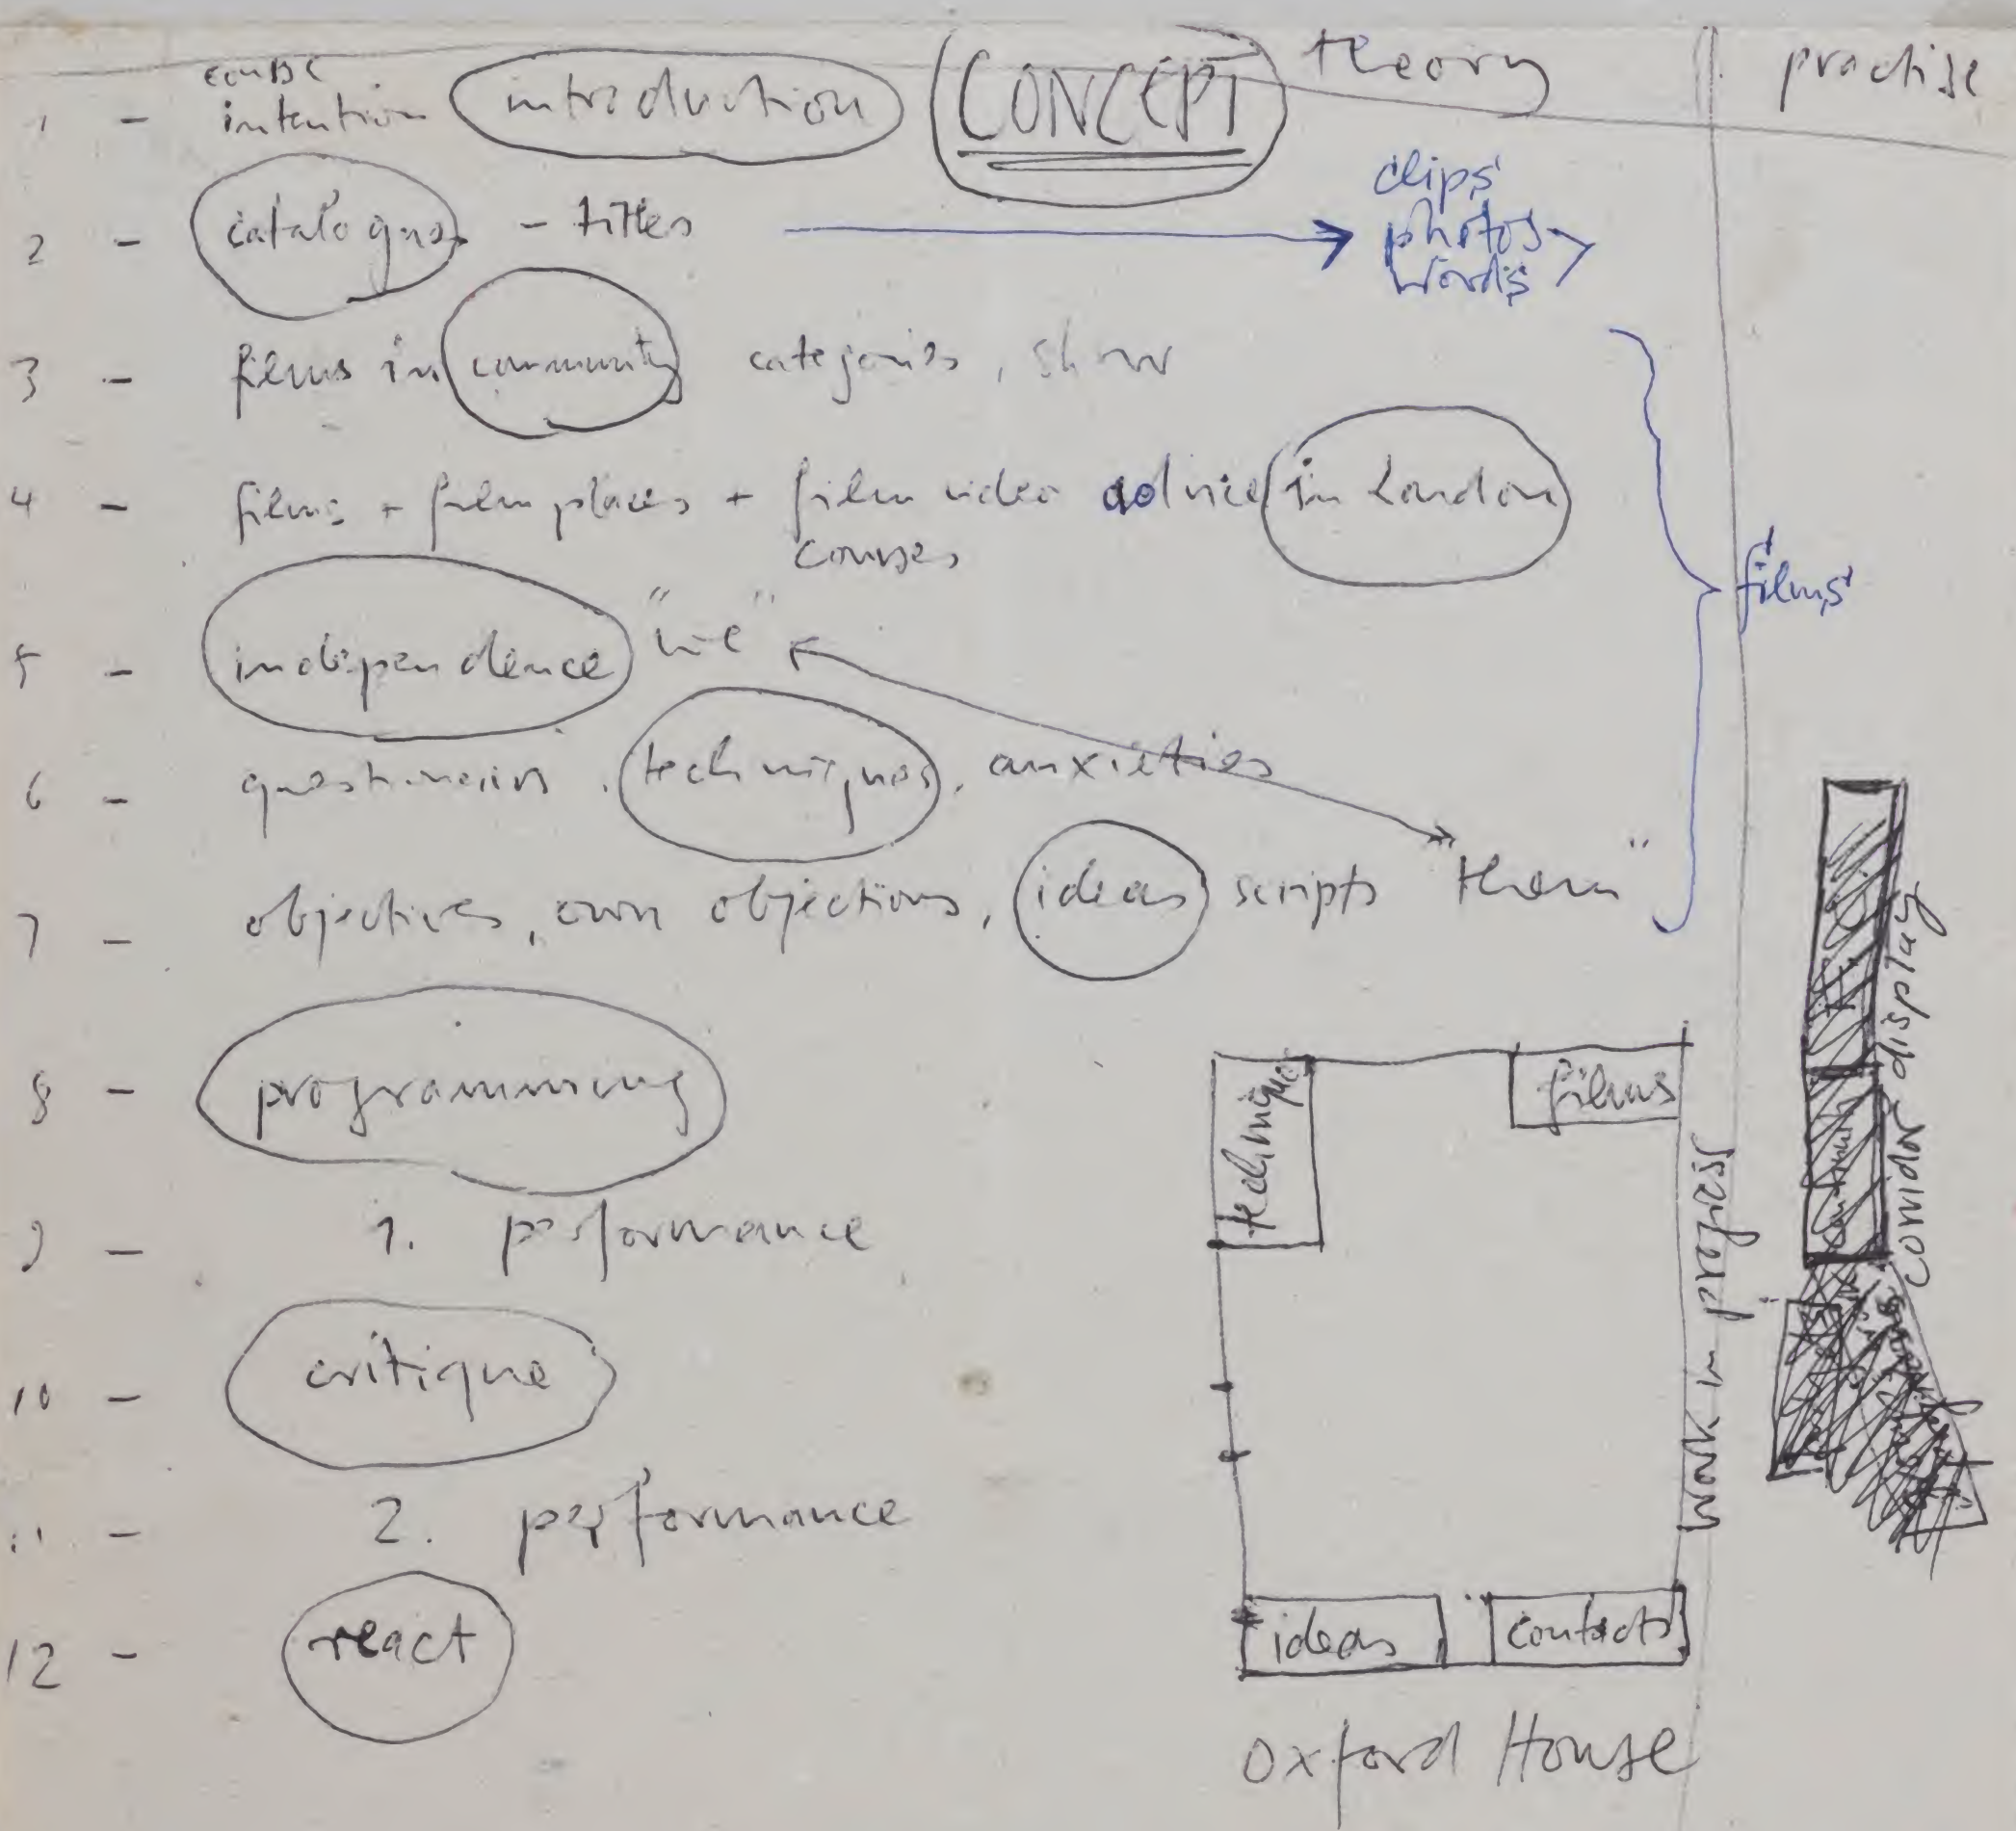 theory practise
course
1 - intention introduction CONCEPT
2 - catalogues - titles
clips
photos
words
3 - films in community categories, show
4 - films + film places + film video advice in London
courses
films
5 - independence "we"
6 - , techniques, anxieties
7 - objectives, own objections, ideas scripts them"
8 - programming
9 - 1. performance
10 - critique
11 - 2. performance
12 - react
techniques
films
work in progress
corridor display
ideas
contacts
Oxford House